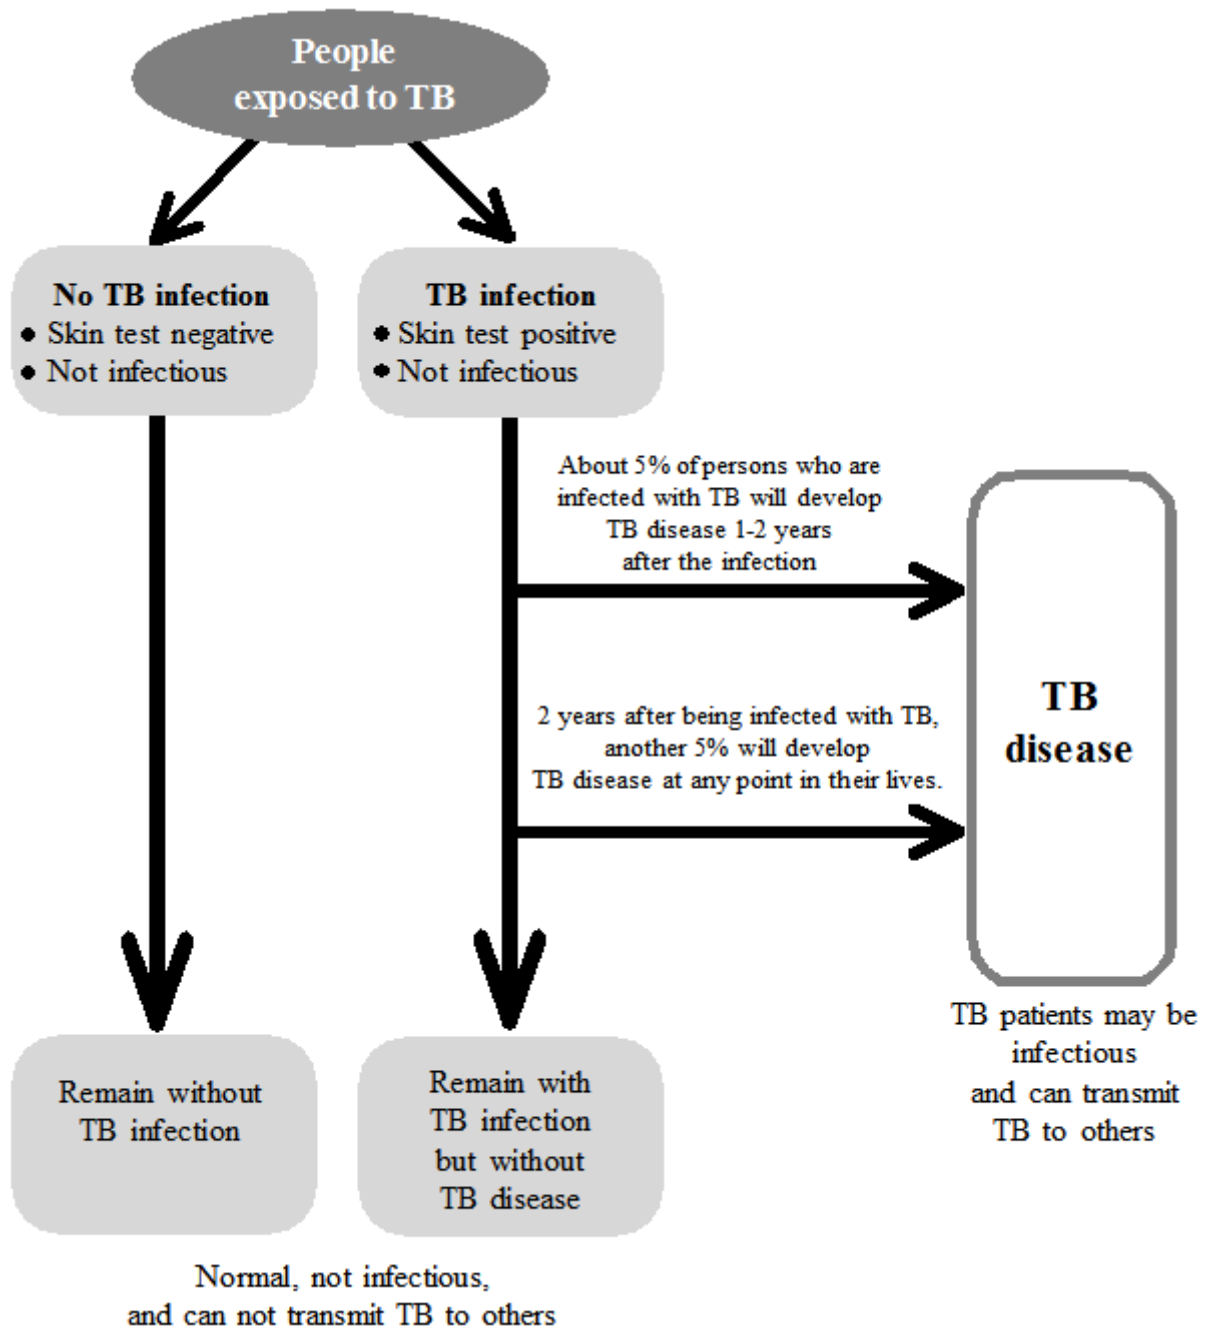 People
exposed to TB
No TB infection
● Skin test negative
● Not infectious
TB infection
● Skin test positive
● Not infectious
About 5% of persons who are
infected with TB will develop
TB disease 1-2 years
after the infection
2 years after being infected with TB,
another 5% will develop
TB disease at any point in their lives.
TB
disease
TB patients may be
infectious
and can transmit
TB to others
Remain without
TB infection
Remain with
TB infection
but without
TB disease
Normal, not infectious,
and can not transmit TB to others